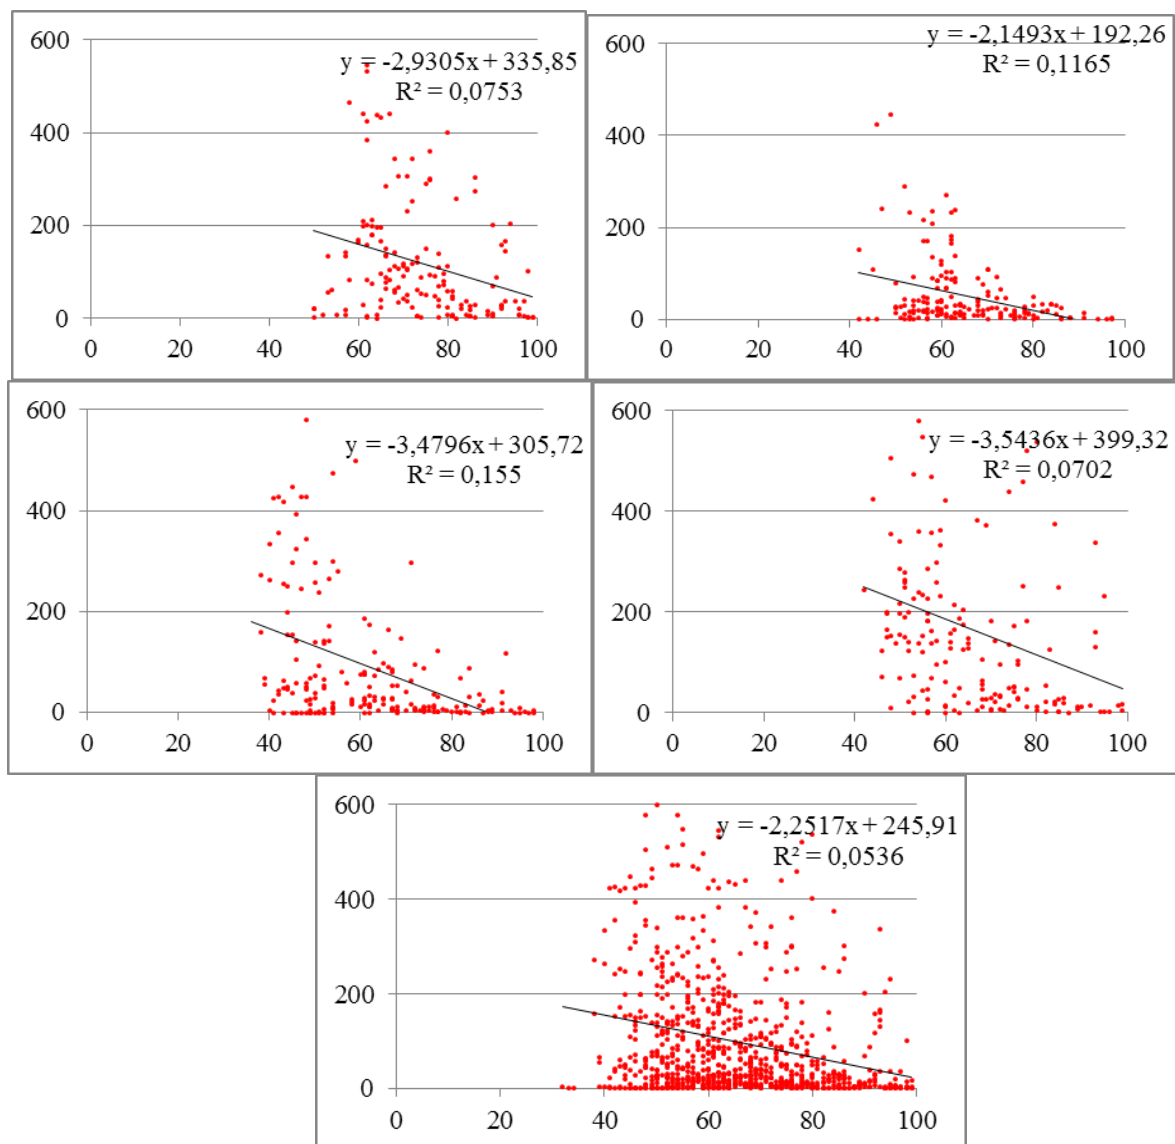 y = -2,9305x + 335,85
R² = 0,0753
600
400
200
0
0 20 40 60 80 100
y = -2,1493x + 192,26
R² = 0,1165
600
400
200
0
0 20 40 60 80 100
600
y = -3,4796x + 305,72
R² = 0,155
400
200
0
0 20 40 60 80 100
600
y = -3,5436x + 399,32
R² = 0,0702
400
200
0
0 20 40 60 80 100
600
y = -2,2517x + 245,91
R² = 0,0536
400
200
0
0 20 40 60 80 100